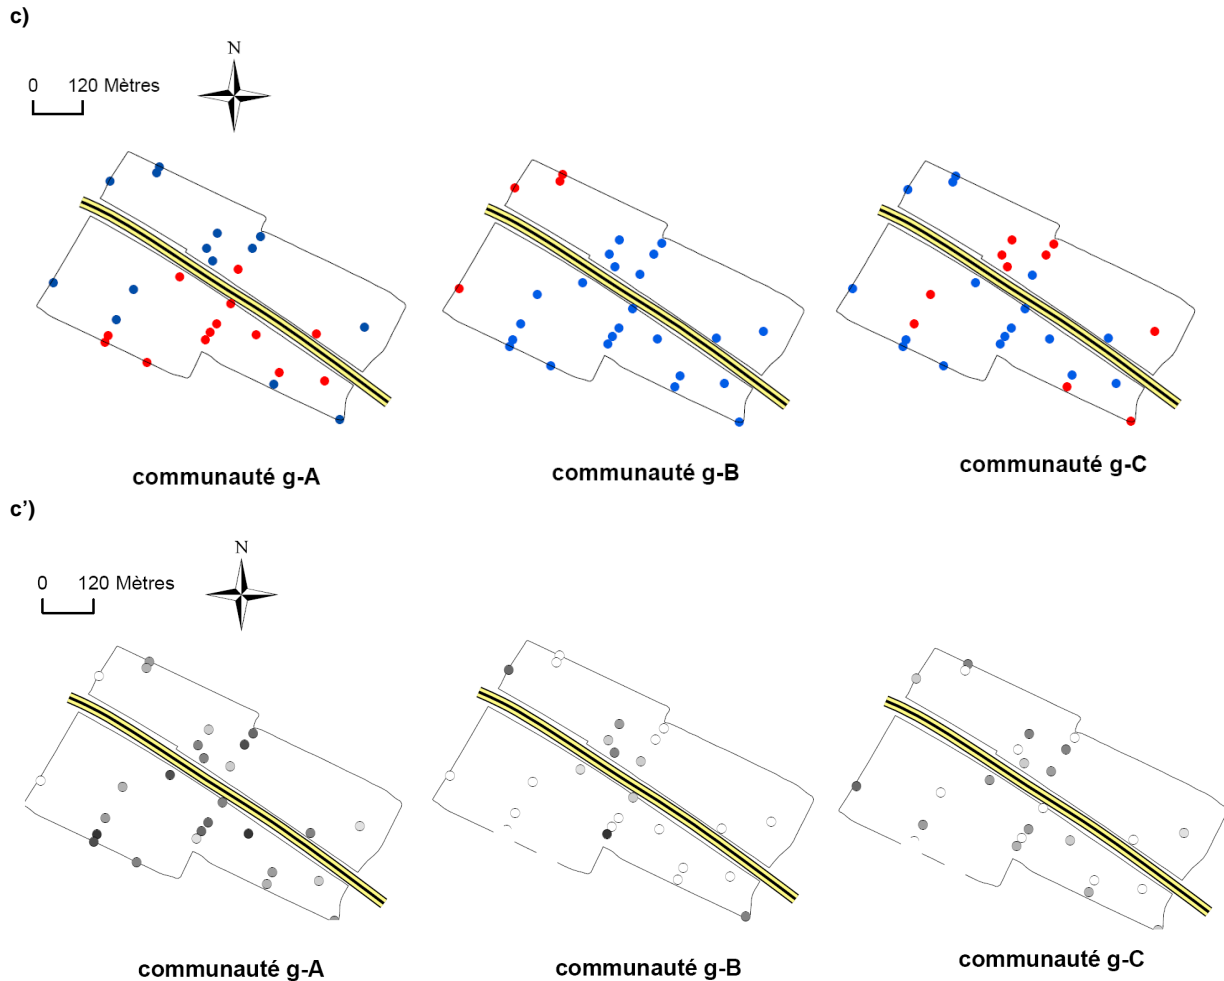 c)
N
0 120 Mètres
communauté g-A
communauté g-B
communauté g-C
c')
N
0 120 Mètres
communauté g-A
communauté g-B
communauté g-C